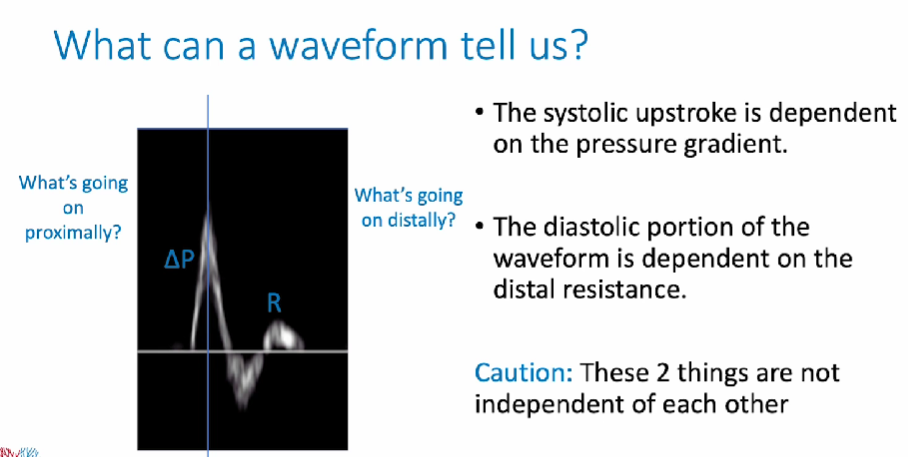 What can a waveform tell us?
What's going
on
proximally?
ΔP
R
What's going
on distally?
• The systolic upstroke is dependent
on the pressure gradient.
• The diastolic portion of the
waveform is dependent on the
distal resistance.
Caution: These 2 things are not
independent of each other